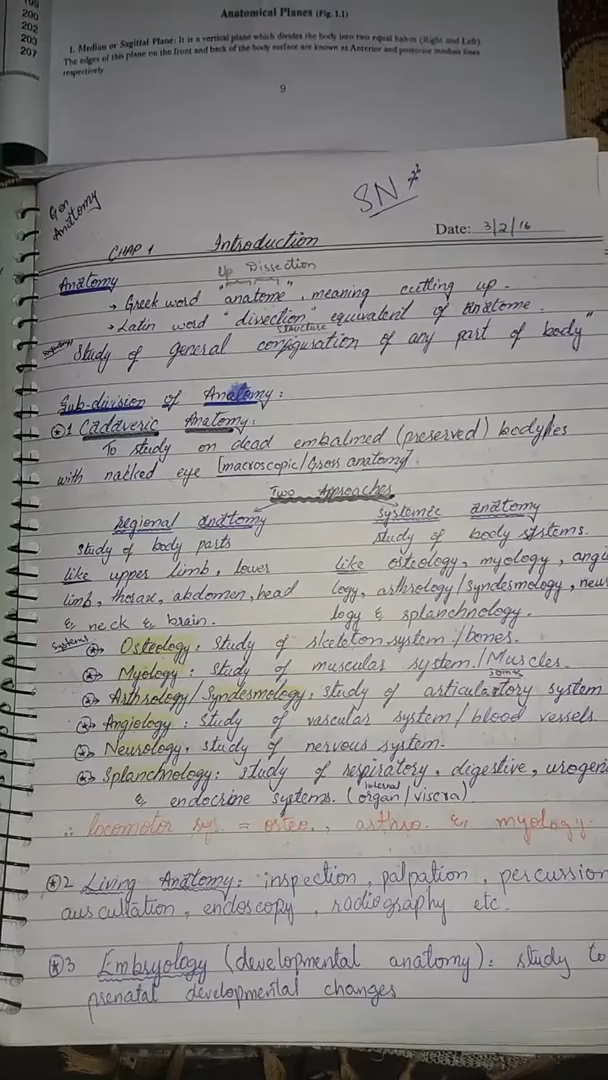 200
202
203
207
Anatomical Planes (Fig. 1.1)
1. Median or Sagittal Plane: It is a vertical plane which divides the body into two equal halves (Right and Left)
The edges of this plane on the front and back of the body surface are known as Anterior and posterior median lines
respectively
9
Gen
Anatomy
SN
Date: 3/2/16
CHAP 1 Introduction
Anatomy
Up Dissection
→ Greek word "anatome", meaning cutting up.
→ Latin word "dissection" equivalent of Anatome.
structure
"Study of general configuration of any part of body"
Sub-division of Anatomy:
1 Cadaveric Anatomy:
To study on dead embalmed (preserved) bodyies
with natked eye [macroscopic/Gross anatomy]
Two Approaches
regional anatomy
study of body parts
like upper limb, lower
limb, thorax, abdomen, head
& neck & brain.
systemic anatomy
study of body systems.
like osteology, myology, angio
logy, arthrology/syndesmology, neuro
logy & splanchnology.
Systems
Osteology: Study of skeleton system/bones.
Myology: Study of muscular system./Muscles.
joints
Arthrology/Syndesmology: study of articulatory system
Angiology: Study of vascular system/blood vessels.
Neurology: study of nervous system.
Splanchnology: study of respiratory, digestive, urogeni
internal
& endocrine systems. (organ/viscra)
∴ locomotor sys. = osteo., arthro. & myology.
2 Living Anatomy: inspection, palpation, percussion
auscultation, endoscopy, radiography etc.
3 Embryology (developmental anatomy): study to
prenatal developmental changes